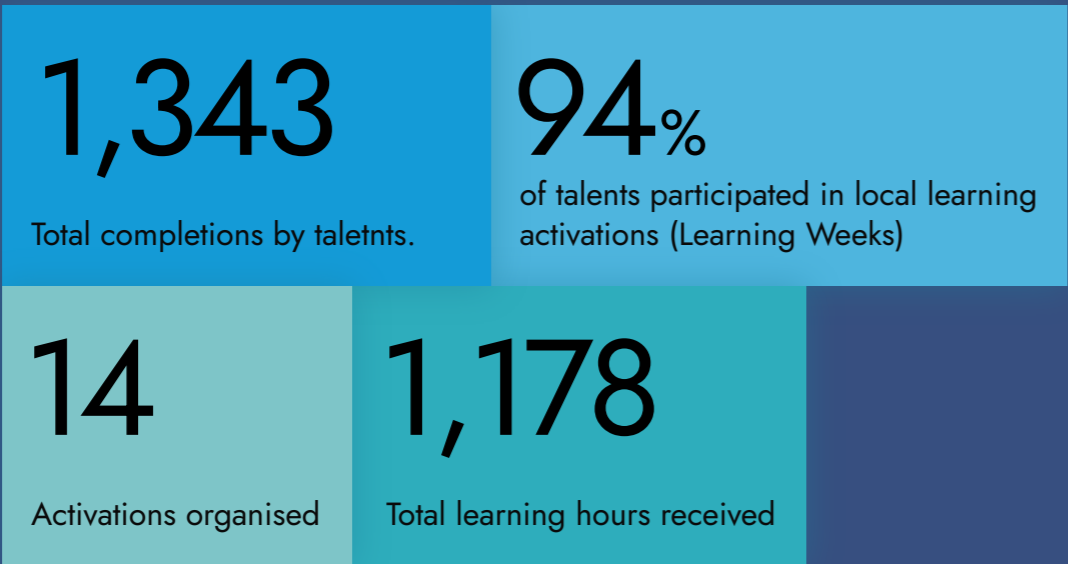 1,343
Total completions by taletnts.
94%
of talents participated in local learning
activations (Learning Weeks)
14
Activations organised
1,178
Total learning hours received